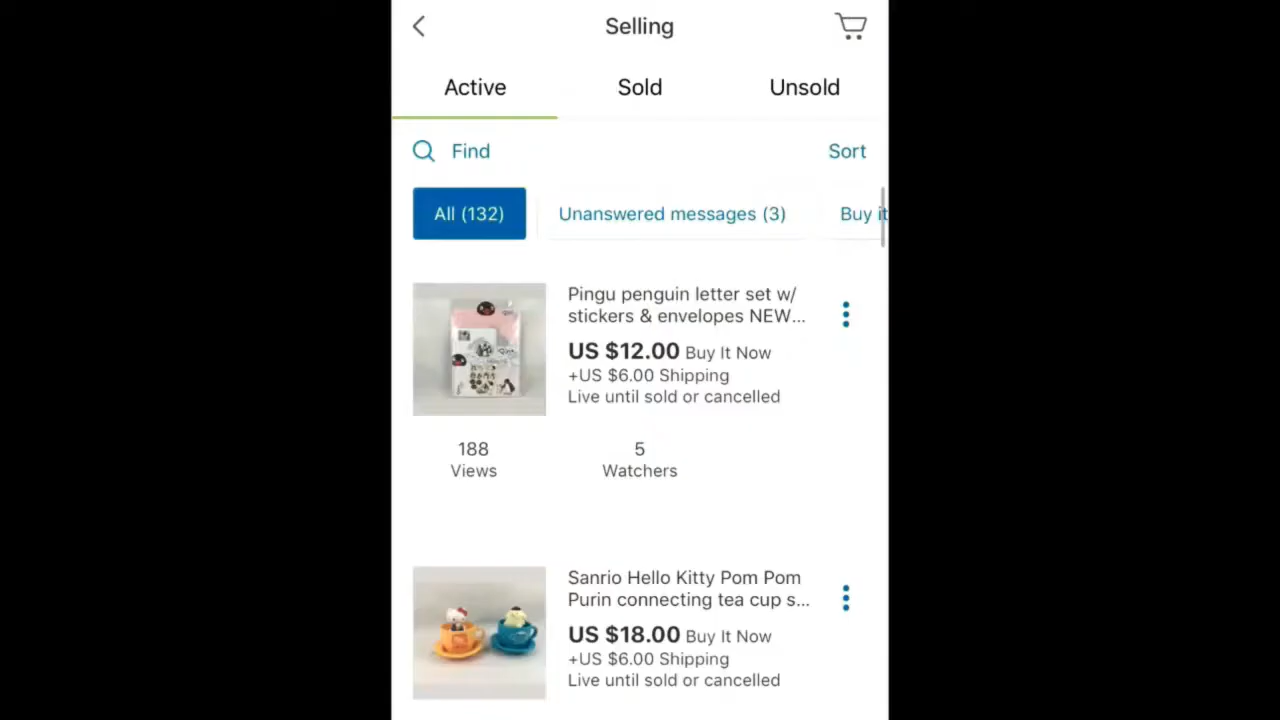 Selling
Active Sold Unsold
Find Sort
All (132) Unanswered messages (3) Buy it
Pingu penguin letter set w/
stickers & envelopes NEW...
US $12.00 Buy It Now
+US $6.00 Shipping
Live until sold or cancelled
188 5
Views Watchers
Sanrio Hello Kitty Pom Pom
Purin connecting tea cup s...
US $18.00 Buy It Now
+US $6.00 Shipping
Live until sold or cancelled